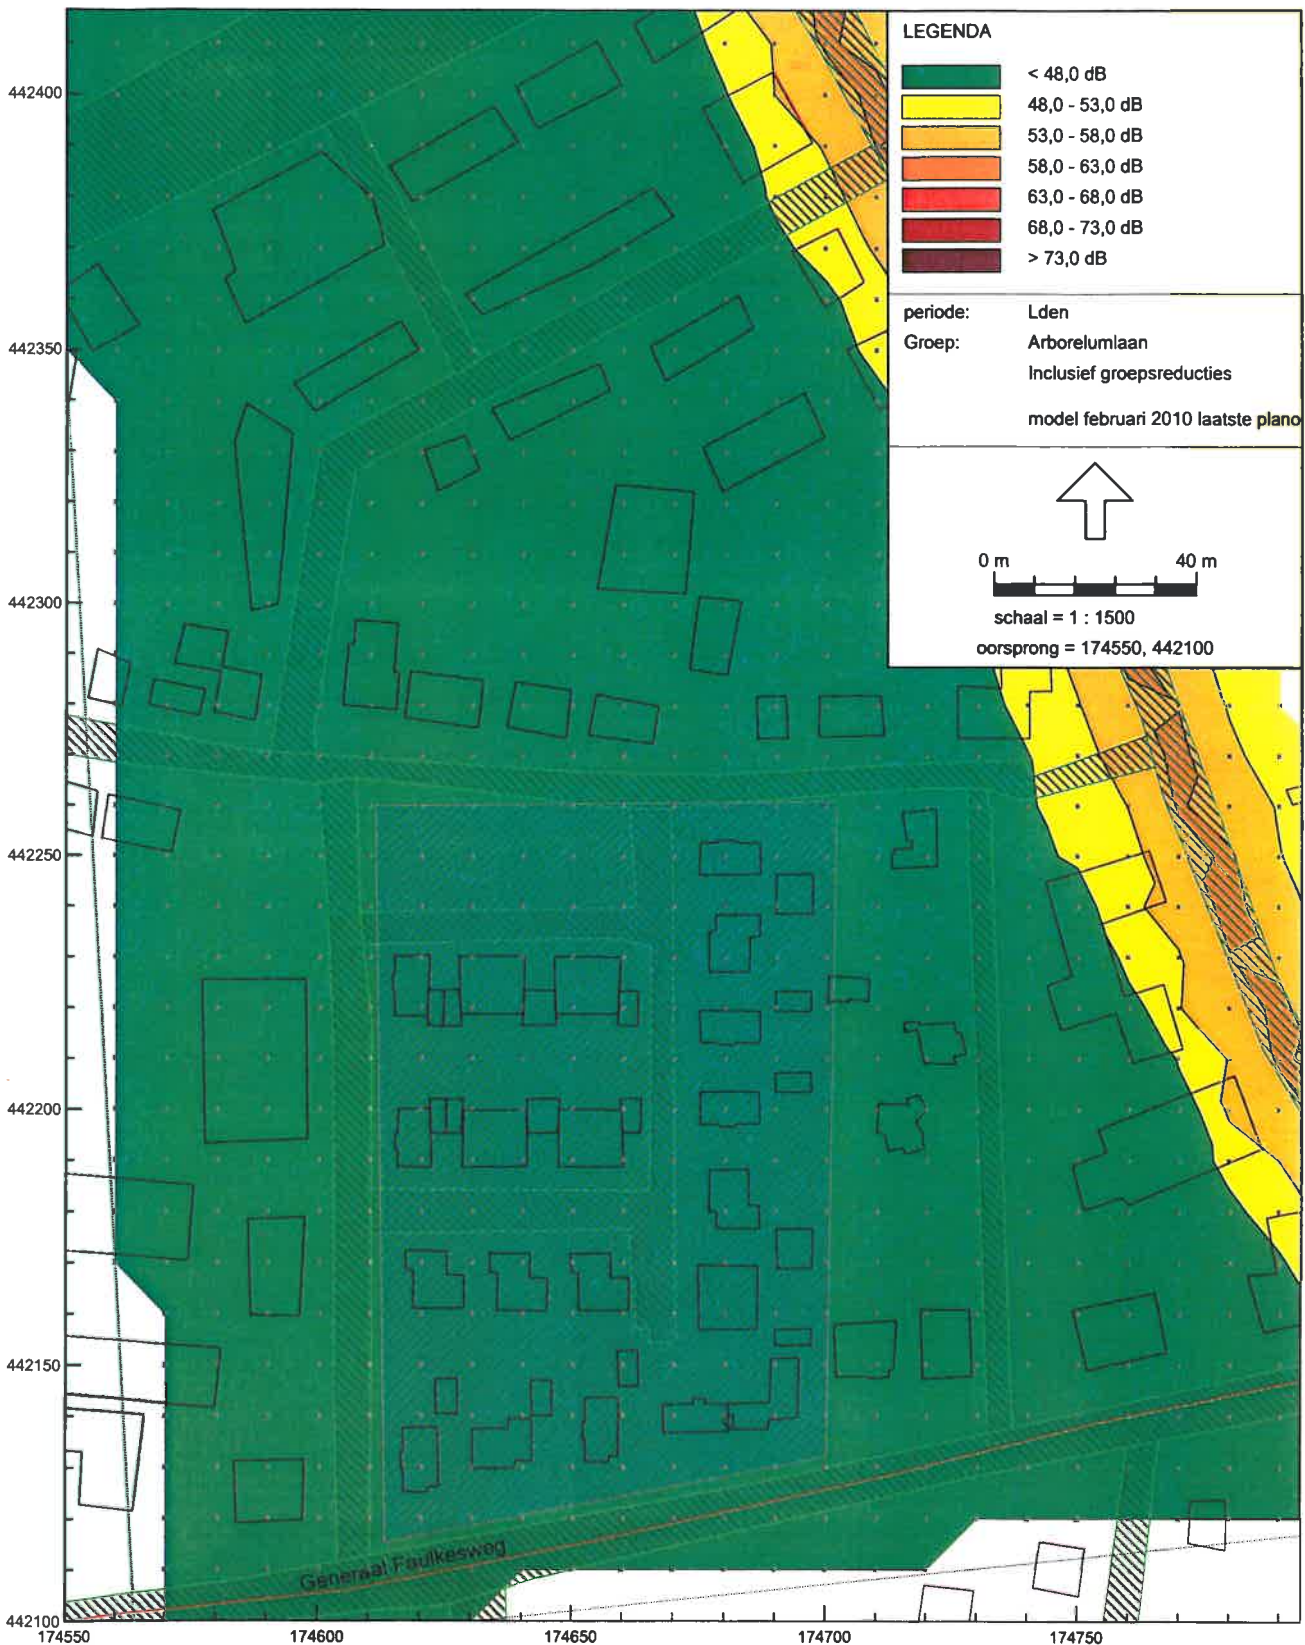 LEGENDA
< 48,0 dB
48,0 - 53,0 dB
53,0 - 58,0 dB
58,0 - 63,0 dB
63,0 - 68,0 dB
68,0 - 73,0 dB
> 73,0 dB
periode: Lden
Groep: Arborelumlaan
Inclusief groepsreducties
model februari 2010 laatste plano
0 m 40 m
schaal = 1 : 1500
oorsprong = 174550, 442100
442400
442350
442300
442250
442200
442150
442100
Generaal Faulkesweg
174550 174600 174650 174700 174750